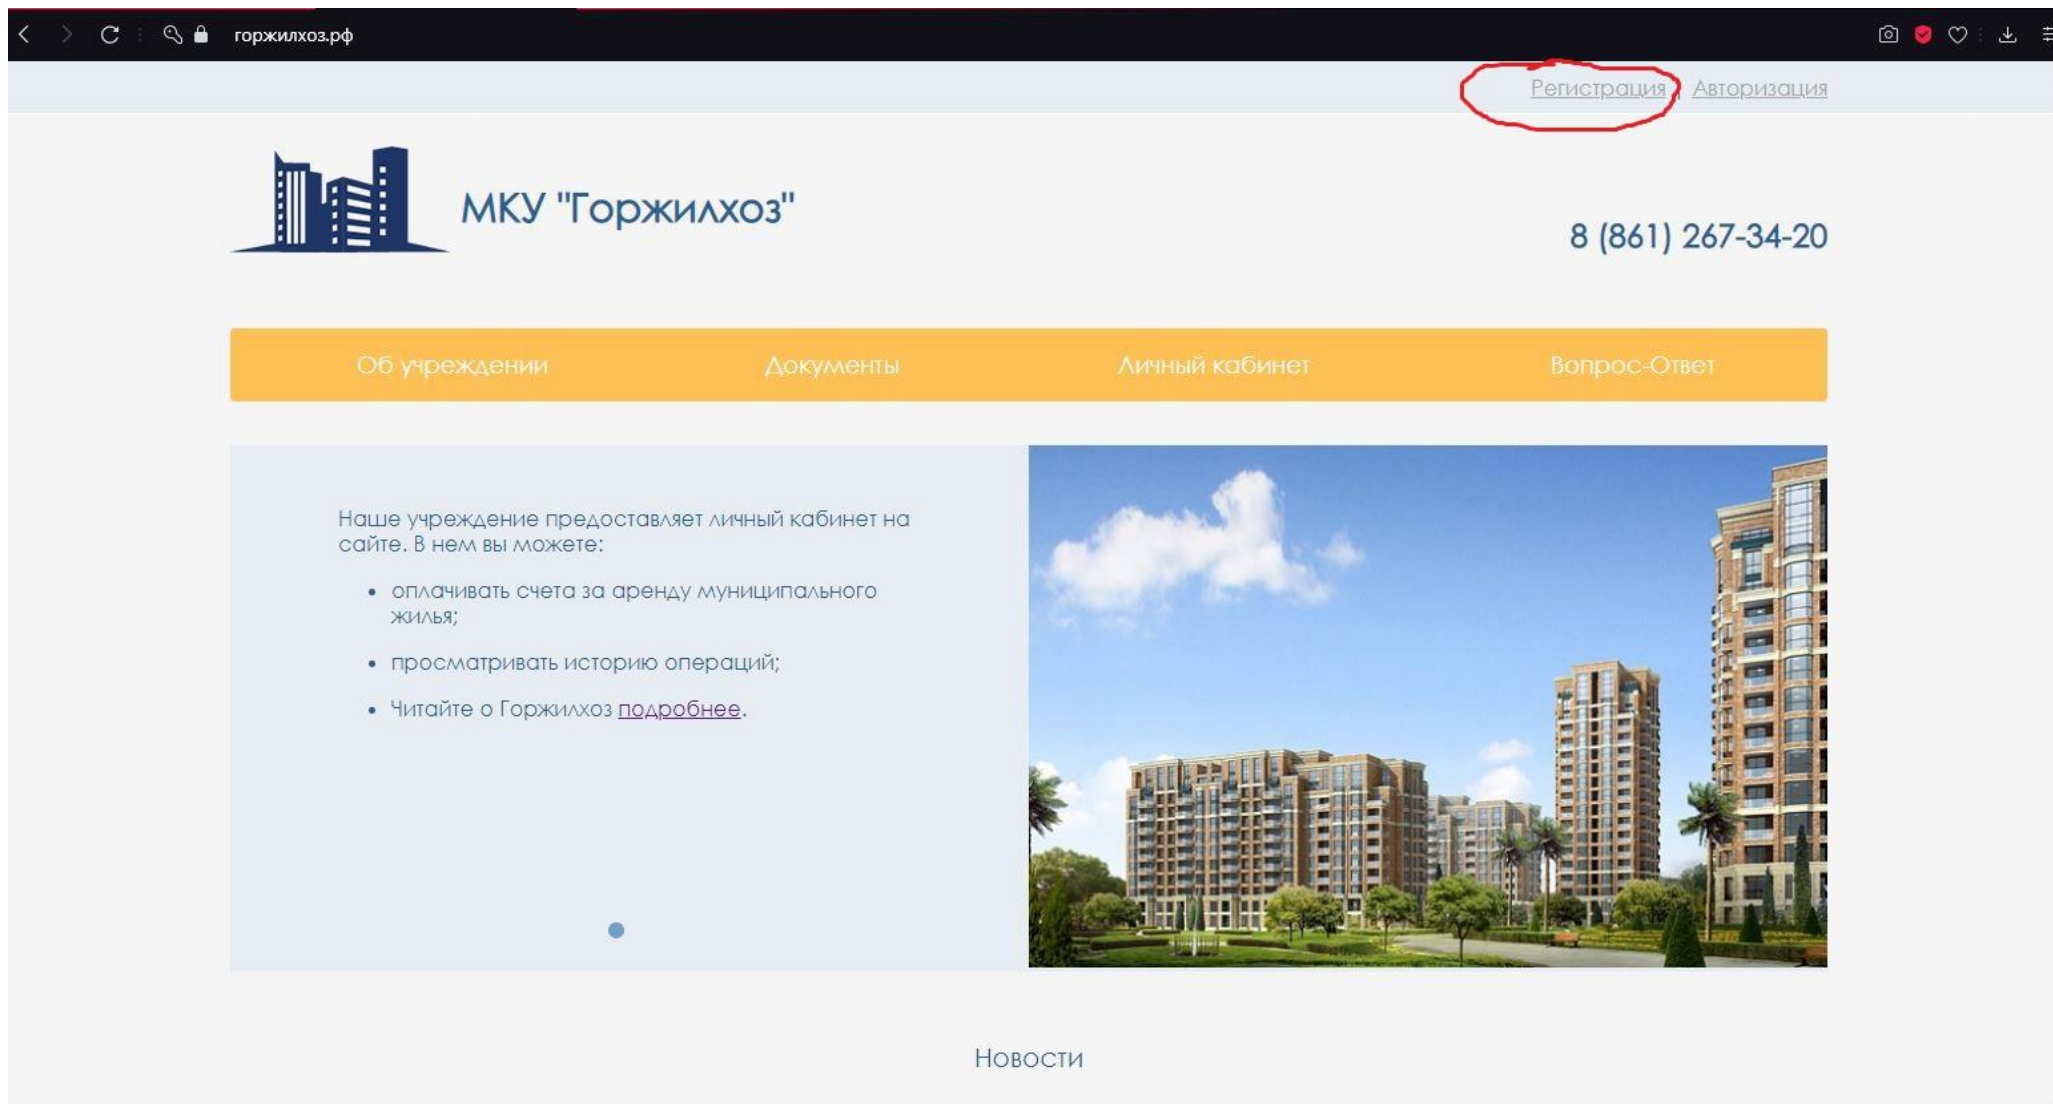 горжилхоз.рф
Регистрация | Авторизация
МКУ "Горжилхоз"
8 (861) 267-34-20
Об учреждении Документы Личный кабинет Вопрос-Ответ
Наше учреждение предоставляет личный кабинет на
сайте. В нем вы можете:
• оплачивать счета за аренду муниципального
жилья;
• просматривать историю операций;
• Читайте о Горжилхоз подробнее.
Новости